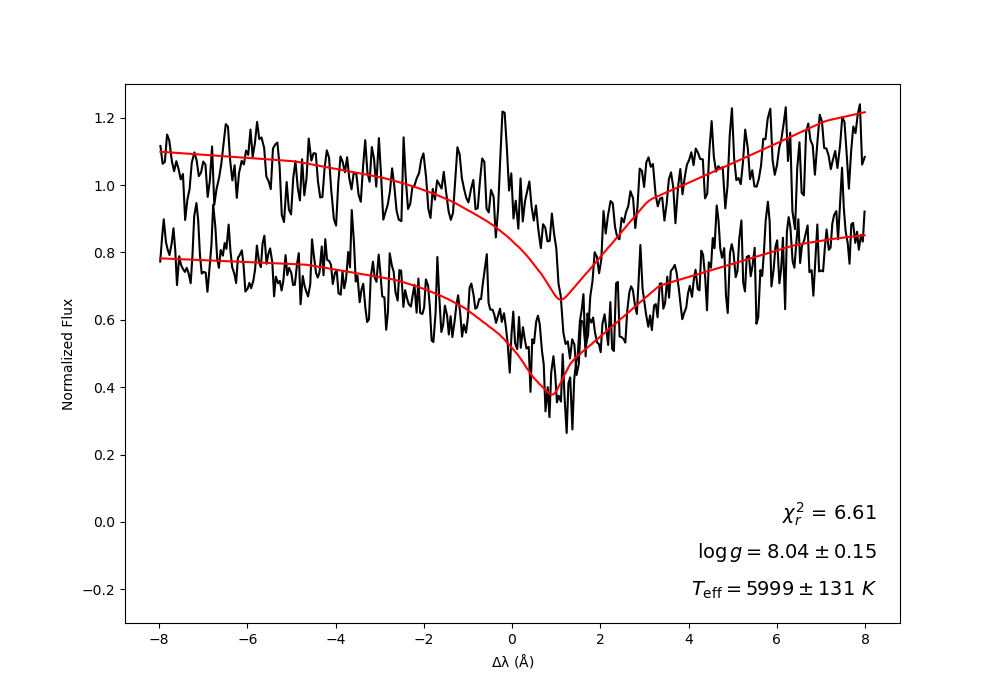 1.2
1.0
0.8
0.6
0.4
0.2
0.0
−0.2
Normalized Flux
χ²ᵣ = 6.61
log g = 8.04 ± 0.15
T_eff = 5999 ± 131 K
−8 −6 −4 −2 0 2 4 6 8
Δλ (Å)